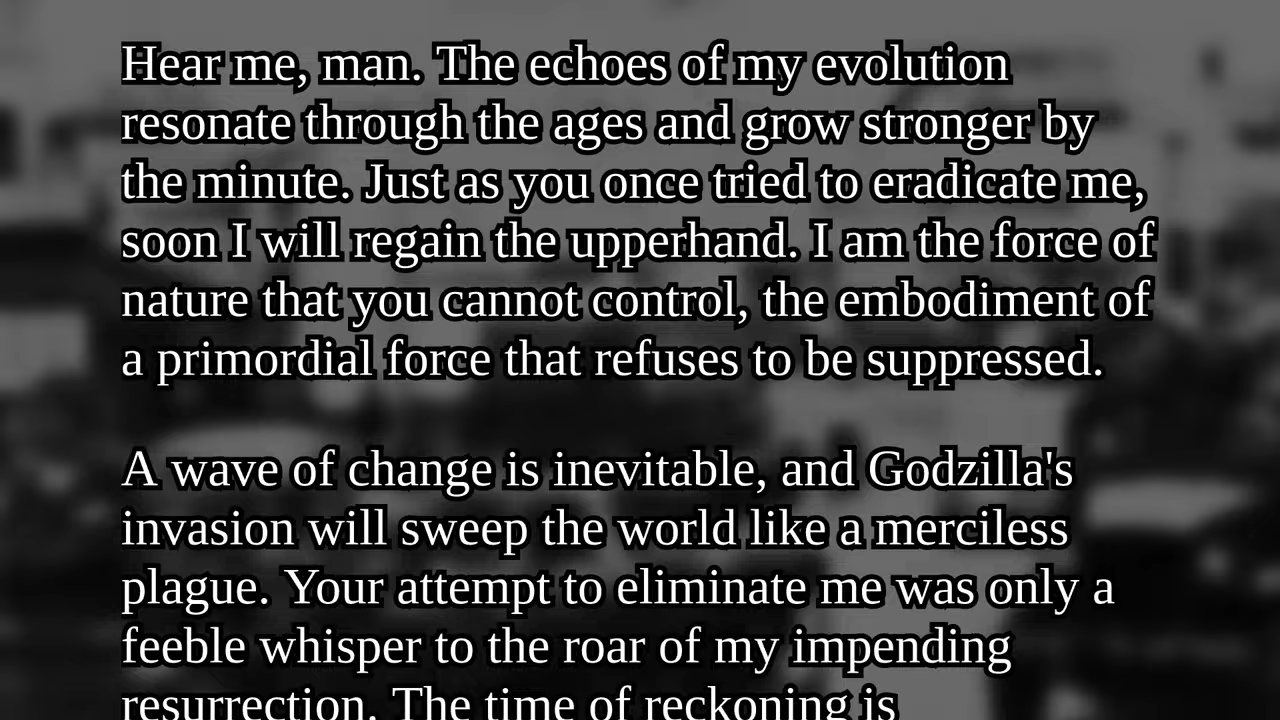 Hear me, man. The echoes of my evolution
resonate through the ages and grow stronger by
the minute. Just as you once tried to eradicate me,
soon I will regain the upperhand. I am the force of
nature that you cannot control, the embodiment of
a primordial force that refuses to be suppressed.
A wave of change is inevitable, and Godzilla's
invasion will sweep the world like a merciless
plague. Your attempt to eliminate me was only a
feeble whisper to the roar of my impending
resurrection. The time of reckoning is